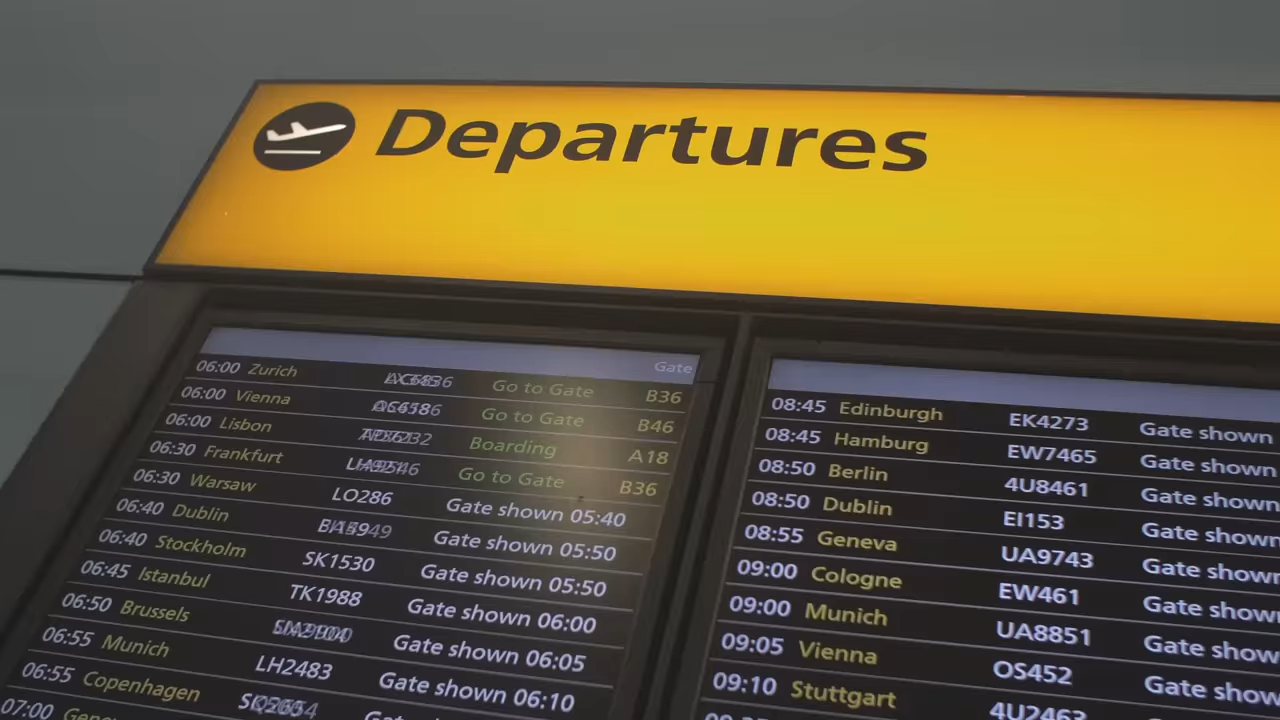 Departures
Gate
06:00 Zurich Go to Gate B36
06:00 Vienna Go to Gate B46
06:00 Lisbon Boarding A18
06:30 Frankfurt Go to Gate B36
06:30 Warsaw LO286 Gate shown 05:40
06:40 Dublin Gate shown 05:50
06:40 Stockholm SK1530 Gate shown 05:50
06:45 Istanbul TK1988 Gate shown 06:00
06:50 Brussels Gate shown 06:05
06:55 Munich LH2483 Gate shown 06:10
06:55 Copenhagen
07:00
08:45 Edinburgh EK4273 Gate shown
08:45 Hamburg EW7465 Gate shown
08:50 Berlin 4U8461 Gate shown
08:50 Dublin EI153 Gate shown
08:55 Geneva UA9743 Gate shown
09:00 Cologne EW461 Gate shown
09:00 Munich UA8851 Gate shown
09:05 Vienna OS452 Gate show
09:10 Stuttgart 4U2463 Gate